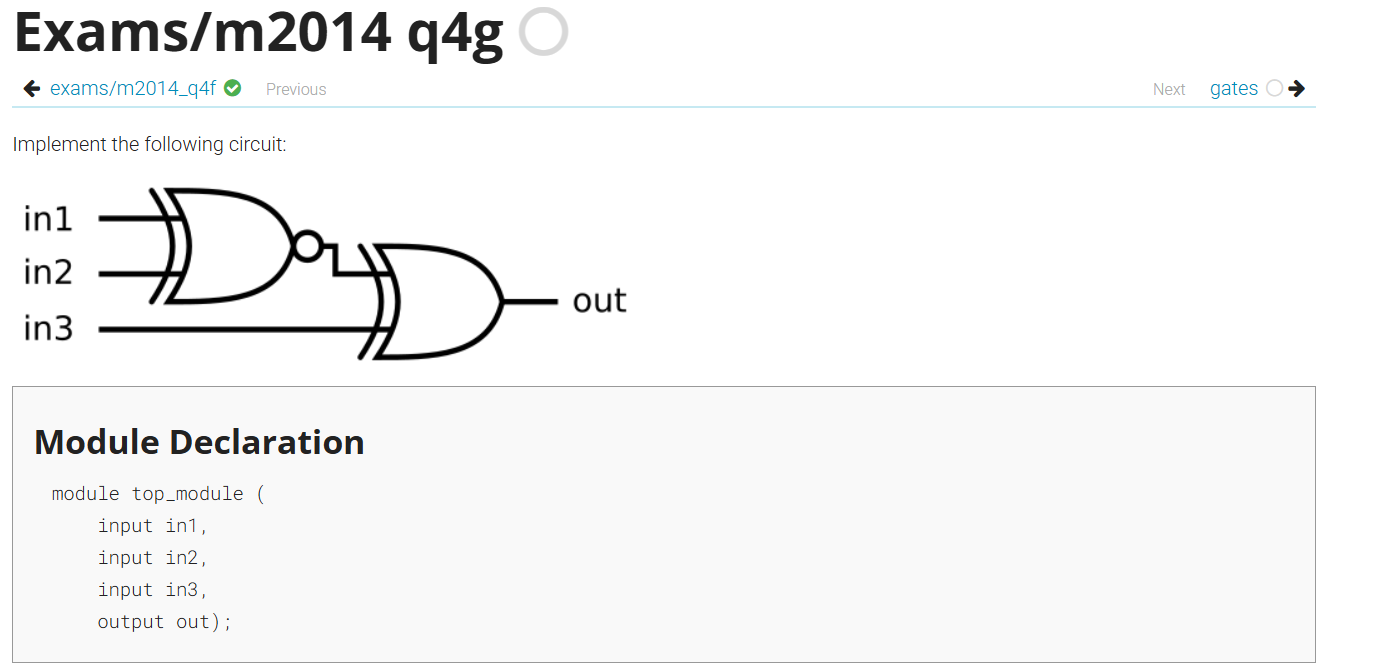 Exams/m2014 q4g
exams/m2014_q4f Previous Next gates
Implement the following circuit:
in1
in2
out
in3
Module Declaration
module top_module (
input in1,
input in2,
input in3,
output out);